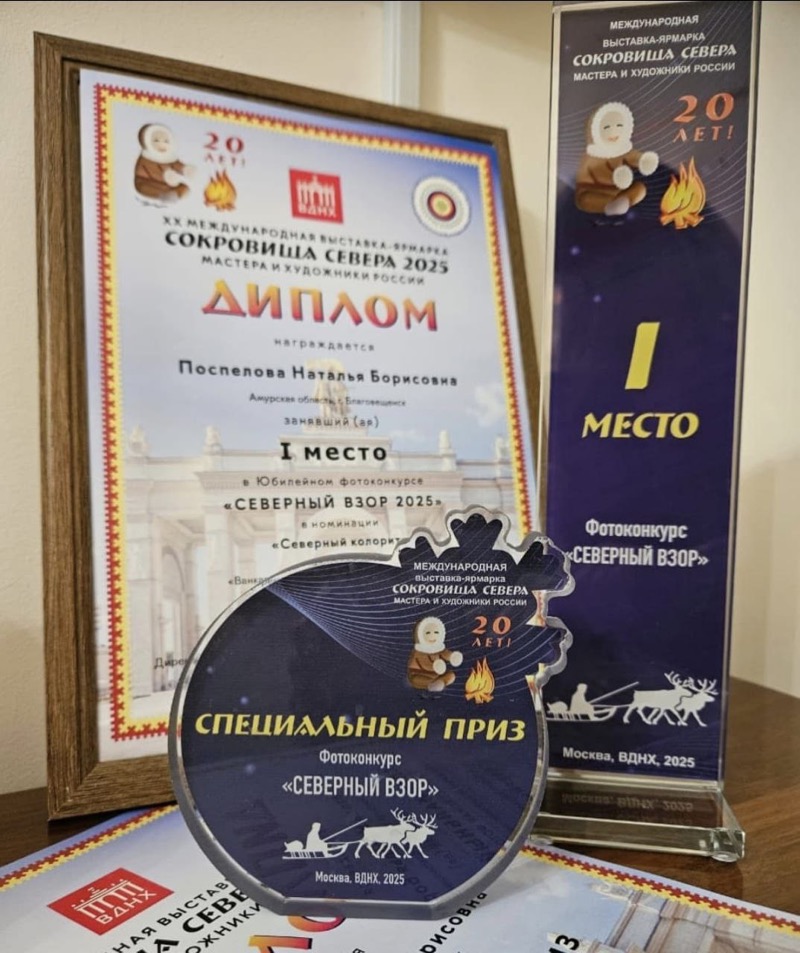 20
ЛЕТ!
ВДНХ
XX МЕЖДУНАРОДНАЯ ВЫСТАВКА-ЯРМАРКА
СОКРОВИЩА СЕВЕРА 2025
МАСТЕРА И ХУДОЖНИКИ РОССИИ
ДИПЛОМ
награждается
Поспелова Наталья Борисовна
Амурская область, г. Благовещенск
занявший (ая)
I место
в Юбилейном фотоконкурсе
«СЕВЕРНЫЙ ВЗОР 2025»
в номинации
«Северный колорит
МЕЖДУНАРОДНАЯ
ВЫСТАВКА-ЯРМАРКА
СОКРОВИЩА СЕВЕРА
МАСТЕРА И ХУДОЖНИКИ РОССИИ
20
ЛЕТ!
I
МЕСТО
Фотоконкурс
«СЕВЕРНЫЙ ВЗОР»
Москва, ВДНХ, 2025
МЕЖДУНАРОДНАЯ
выставка-ярмарка
СОКРОВИЩА СЕВЕРА
МАСТЕРА И ХУДОЖНИКИ РОССИИ
20
ЛЕТ!
СПЕЦИАЛЬНЫЙ ПРИЗ
Фотоконкурс
«СЕВЕРНЫЙ ВЗОР»
Москва, ВДНХ, 2025
ВДНХ